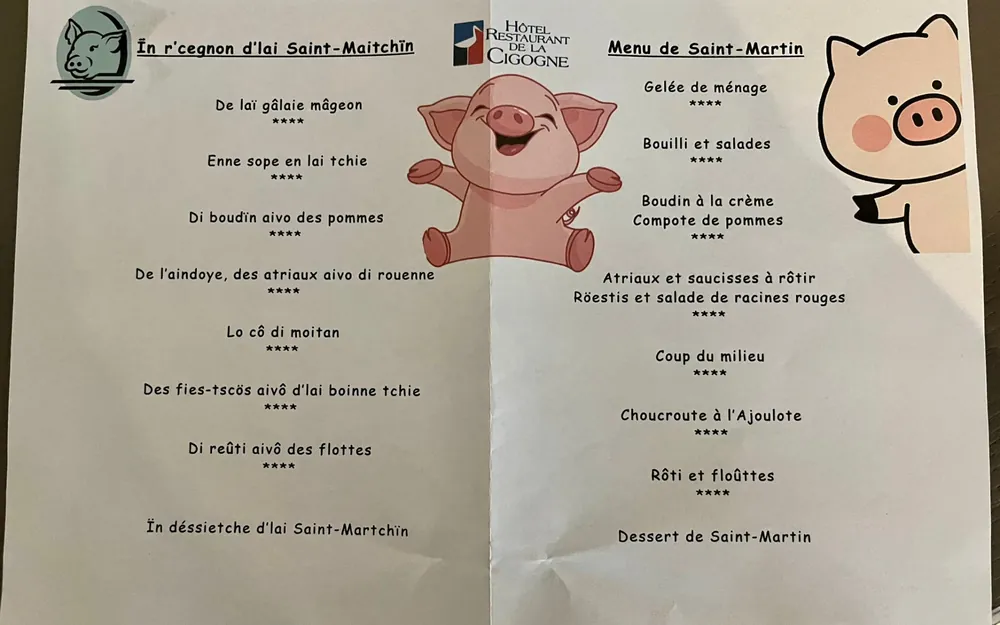 Īn r'cegnon d'lai Saint-Maitchïn
De laï gâlaie mâgeon
****
Enne sope en lai tchie
****
Di boudïn aivo des pommes
****
De l'aindoye, des atriaux aivo di rouenne
****
Lo cô di moitan
****
Des fies-tscös aivô d'lai boinne tchie
****
Di reûti aivô des flottes
****
Ïn déssietche d'lai Saint-Martchïn
HÔTEL
RESTAURANT
DE LA
CIGOGNE
Menu de Saint-Martin
Gelée de ménage
****
Bouilli et salades
****
Boudin à la crème
Compote de pommes
****
Atriaux et saucisses à rôtir
Röestis et salade de racines rouges
****
Coup du milieu
****
Choucroute à l'Ajoulote
****
Rôti et floûttes
****
Dessert de Saint-Martin